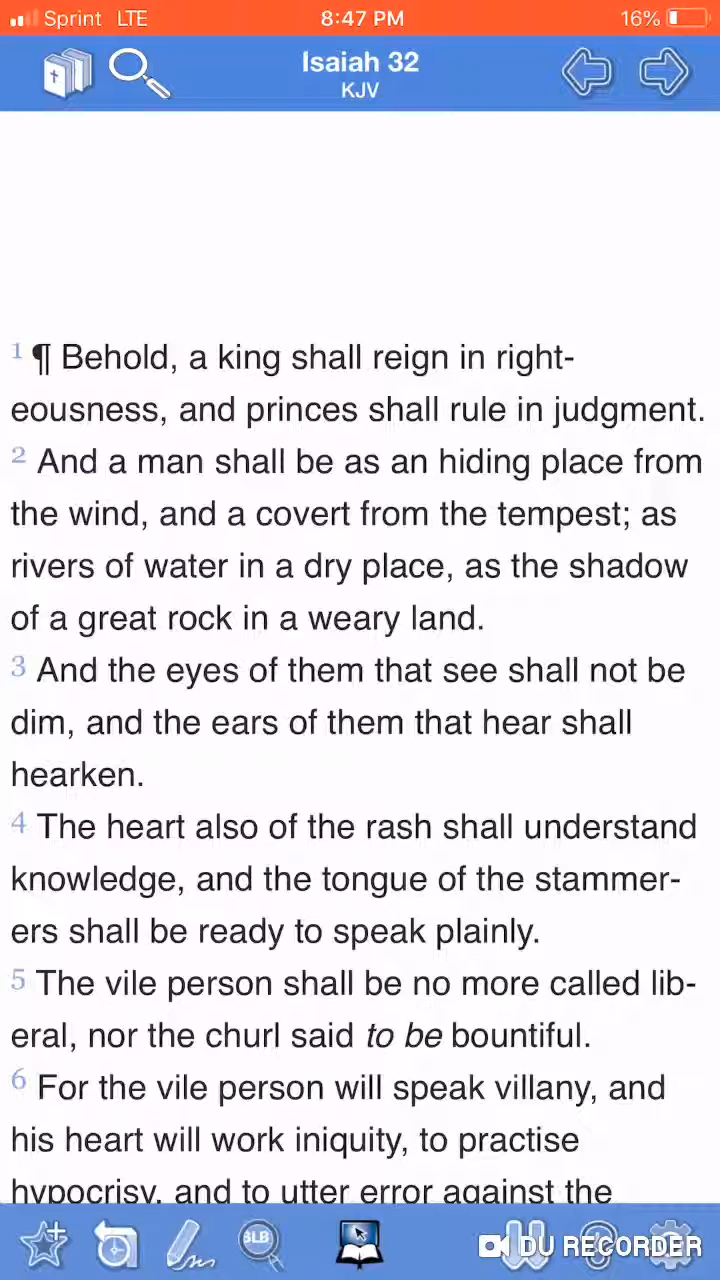 Sprint LTE 8:47 PM 16%
Isaiah 32
KJV
1 ¶ Behold, a king shall reign in right-
eousness, and princes shall rule in judgment.
2 And a man shall be as an hiding place from
the wind, and a covert from the tempest; as
rivers of water in a dry place, as the shadow
of a great rock in a weary land.
3 And the eyes of them that see shall not be
dim, and the ears of them that hear shall
hearken.
4 The heart also of the rash shall understand
knowledge, and the tongue of the stammer-
ers shall be ready to speak plainly.
5 The vile person shall be no more called lib-
eral, nor the churl said to be bountiful.
6 For the vile person will speak villany, and
his heart will work iniquity, to practise
hypocrisy, and to utter error against the
BLB
DU RECORDER